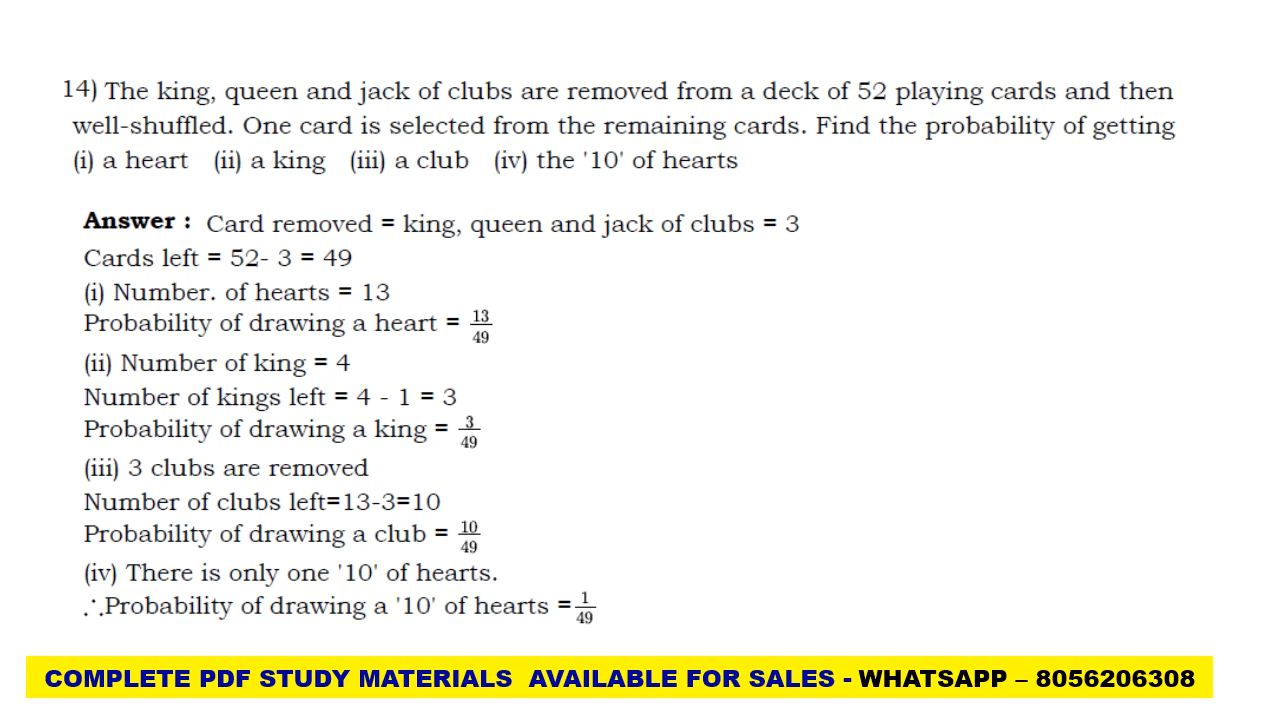 14) The king, queen and jack of clubs are removed from a deck of 52 playing cards and then
well-shuffled. One card is selected from the remaining cards. Find the probability of getting
(i) a heart (ii) a king (iii) a club (iv) the '10' of hearts
Answer : Card removed = king, queen and jack of clubs = 3
Cards left = 52- 3 = 49
(i) Number. of hearts = 13
Probability of drawing a heart = 13/49
(ii) Number of king = 4
Number of kings left = 4 - 1 = 3
Probability of drawing a king = 3/49
(iii) 3 clubs are removed
Number of clubs left=13-3=10
Probability of drawing a club = 10/49
(iv) There is only one '10' of hearts.
∴Probability of drawing a '10' of hearts =1/49
COMPLETE PDF STUDY MATERIALS AVAILABLE FOR SALES - WHATSAPP – 8056206308